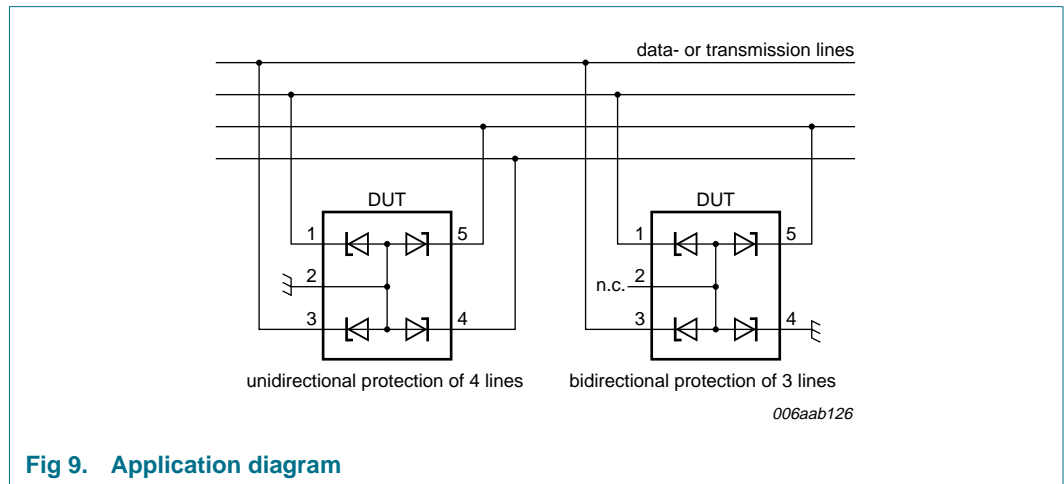 data- or transmission lines
DUT
DUT
1
5
1
5
2
n.c.
2
3
4
3
4
unidirectional protection of 4 lines
bidirectional protection of 3 lines
006aab126
Fig 9. Application diagram